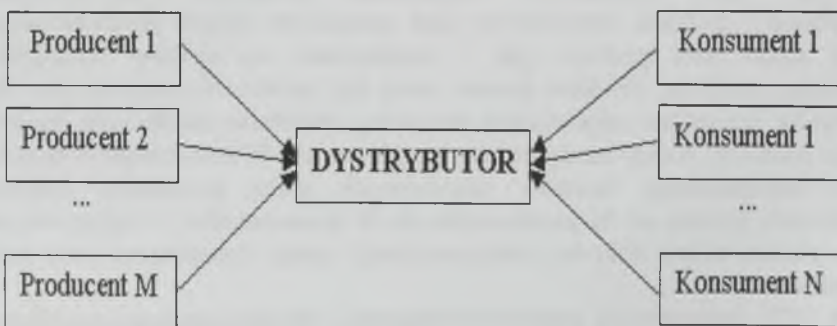 Producent 1
Konsument 1
Producent 2
DYSTRYBUTOR
Konsument 1
...
...
Producent M
Konsument N